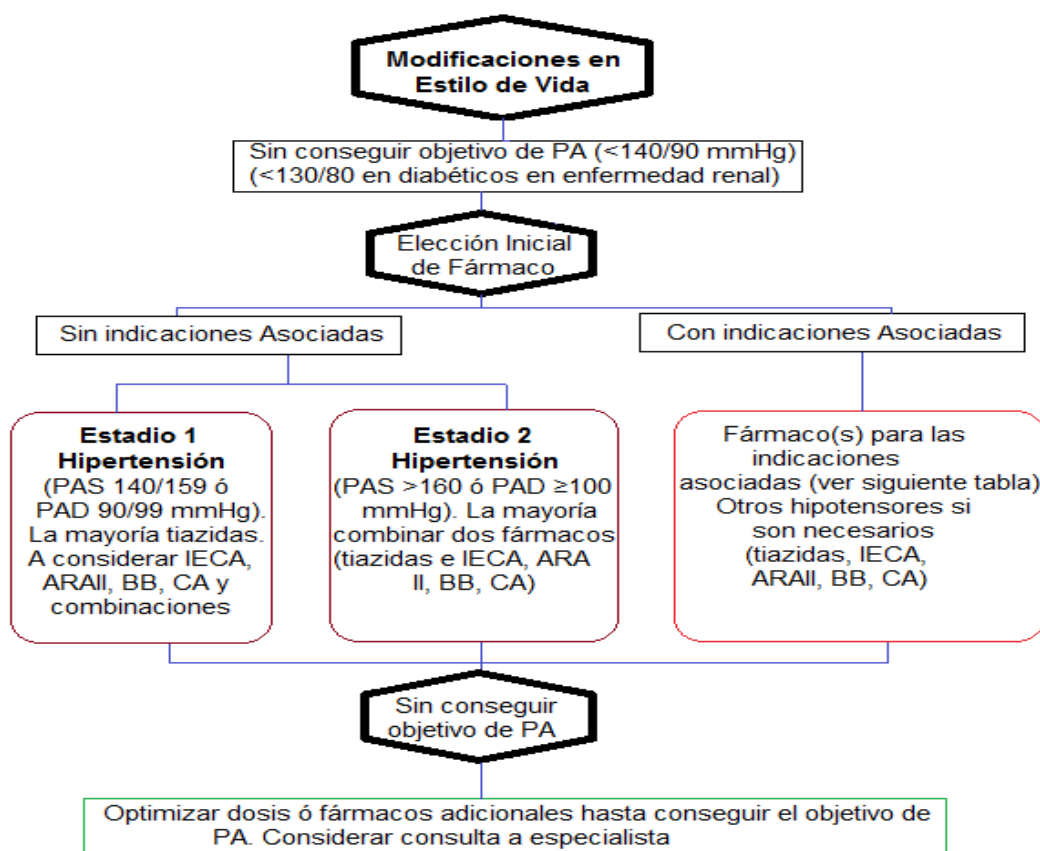 Modificaciones en
Estilo de Vida
Sin conseguir objetivo de PA (<140/90 mmHg)
(<130/80 en diabéticos en enfermedad renal)
Elección Inicial
de Fármaco
Sin indicaciones Asociadas
Con indicaciones Asociadas
Estadio 1
Hipertensión
(PAS 140/159 ó
PAD 90/99 mmHg).
La mayoría tiazidas.
A considerar IECA,
ARAII, BB, CA y
combinaciones
Estadio 2
Hipertensión
(PAS >160 ó PAD ≥100
mmHg). La mayoría
combinar dos fármacos
(tiazidas e IECA, ARA
II, BB, CA)
Fármaco(s) para las
indicaciones
asociadas (ver siguiente tabla)
Otros hipotensores si
son necesarios
(tiazidas, IECA,
ARAII, BB, CA)
Sin conseguir
objetivo de PA
Optimizar dosis ó fármacos adicionales hasta conseguir el objetivo de
PA. Considerar consulta a especialista